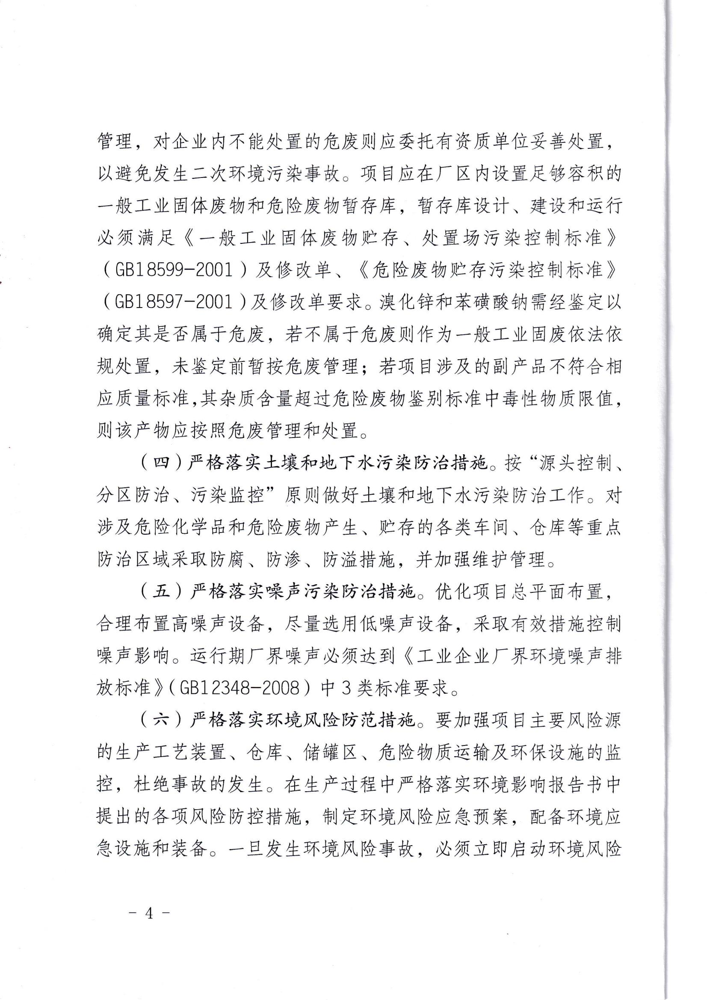 管理，对企业内不能处置的危废则应委托有资质单位妥善处置，
以避免发生二次环境污染事故。项目应在厂区内设置足够容积的
一般工业固体废物和危险废物暂存库，暂存库设计、建设和运行
必须满足《一般工业固体废物贮存、处置场污染控制标准》
（GB18599-2001）及修改单、《危险废物贮存污染控制标准》
（GB18597-2001）及修改单要求。溴化锌和苯磺酸钠需经鉴定以
确定其是否属于危废，若不属于危废则作为一般工业固废依法依
规处置，未鉴定前暂按危废管理；若项目涉及的副产品不符合相
应质量标准，其杂质含量超过危险废物鉴别标准中毒性物质限值，
则该产物应按照危废管理和处置。
（四）严格落实土壤和地下水污染防治措施。按“源头控制、
分区防治、污染监控”原则做好土壤和地下水污染防治工作。对
涉及危险化学品和危险废物产生、贮存的各类车间、仓库等重点
防治区域采取防腐、防渗、防溢措施，并加强维护管理。
（五）严格落实噪声污染防治措施。优化项目总平面布置，
合理布置高噪声设备，尽量选用低噪声设备，采取有效措施控制
噪声影响。运行期厂界噪声必须达到《工业企业厂界环境噪声排
放标准》（GB12348-2008）中 3 类标准要求。
（六）严格落实环境风险防范措施。要加强项目主要风险源
的生产工艺装置、仓库、储罐区、危险物质运输及环保设施的监
控，杜绝事故的发生。在生产过程中严格落实环境影响报告书中
提出的各项风险防控措施，制定环境风险应急预案，配备环境应
急设施和装备。一旦发生环境风险事故，必须立即启动环境风险
- 4 -